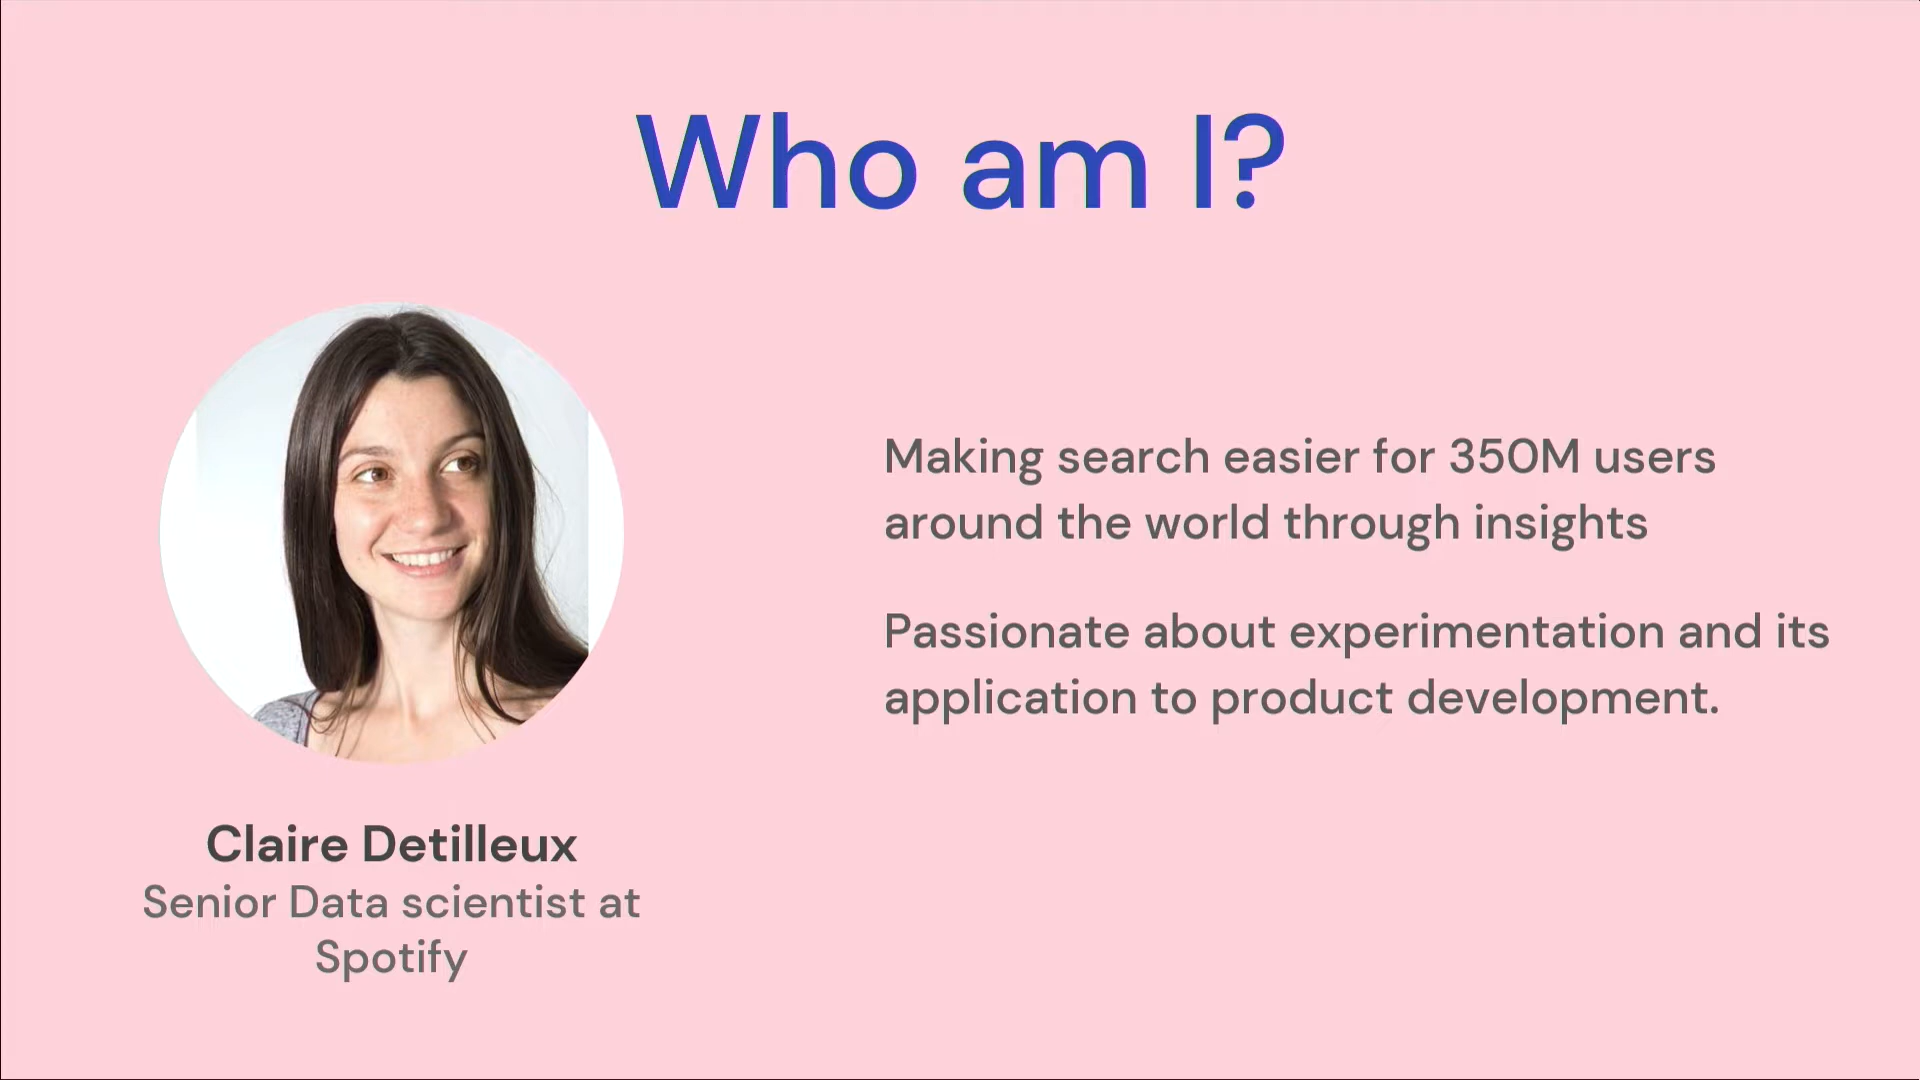 Who am I?
Making search easier for 350M users
around the world through insights
Passionate about experimentation and its
application to product development.
Claire Detilleux
Senior Data scientist at
Spotify